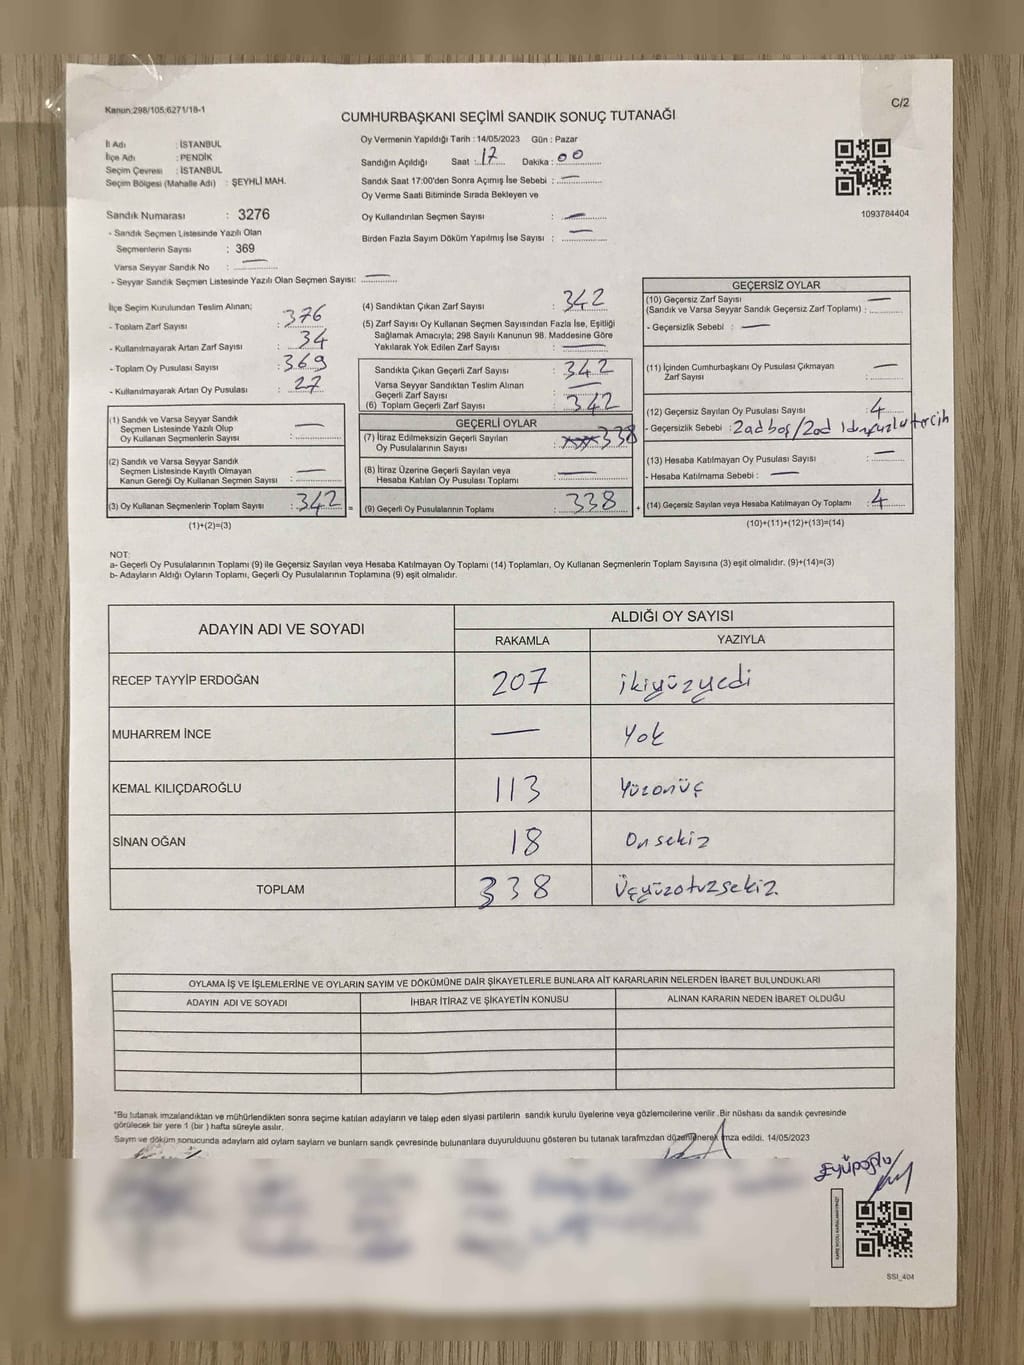 Kanun:298/105;6271/18-1
C/2
CUMHURBAŞKANI SEÇİMİ SANDIK SONUÇ TUTANAĞI
İl Adı : İSTANBUL
İlçe Adı : PENDİK
Seçim Çevresi : İSTANBUL
Seçim Bölgesi (Mahalle Adı) : ŞEYHLİ MAH.
Sandık Numarası : 3276
- Sandık Seçmen Listesinde Yazılı Olan
Seçmenlerin Sayısı : 369
Varsa Seyyar Sandık No : —
- Seyyar Sandık Seçmen Listesinde Yazılı Olan Seçmen Sayısı: —
Oy Vermenin Yapıldığı Tarih : 14/05/2023 Gün : Pazar
Sandığın Açıldığı Saat : 17 Dakika : 00
Sandık Saat 17:00'den Sonra Açımış İse Sebebi : —
Oy Verme Saati Bitiminde Sırada Bekleyen ve
Oy Kullandırılan Seçmen Sayısı : —
Birden Fazla Sayım Döküm Yapılmış İse Sayısı : —
1093784404
İlçe Seçim Kurulundan Teslim Alınan;
- Toplam Zarf Sayısı : 376
- Kullanılmayarak Artan Zarf Sayısı : 34
- Toplam Oy Pusulası Sayısı : 369
- Kullanılmayarak Artan Oy Pusulası : 27
(1) Sandık ve Varsa Seyyar Sandık
Seçmen Listesinde Yazılı Olup
Oy Kullanan Seçmenlerin Sayısı : —
(2) Sandık ve Varsa Seyyar Sandık
Seçmen Listesinde Kayıtlı Olmayan
Kanun Gereği Oy Kullanan Seçmen Sayısı : —
(3) Oy Kullanan Seçmenlerin Toplam Sayısı : 342 =
(1)+(2)=(3)
(4) Sandıktan Çıkan Zarf Sayısı : 342
(5) Zarf Sayısı Oy Kullanan Seçmen Sayısından Fazla İse, Eşitliği
Sağlamak Amacıyla; 298 Sayılı Kanunun 98. Maddesine Göre
Yakılarak Yok Edilen Zarf Sayısı : —
Sandıkta Çıkan Geçerli Zarf Sayısı : 342
Varsa Seyyar Sandıktan Teslim Alınan
Geçerli Zarf Sayısı : —
(6) Toplam Geçerli Zarf Sayısı : 342
GEÇERLİ OYLAR
(7) İtiraz Edilmeksizin Geçerli Sayılan
Oy Pusulalarının Sayısı : 338
(8) İtiraz Üzerine Geçerli Sayılan veya
Hesaba Katılan Oy Pusulası Toplamı : —
(9) Geçerli Oy Pusulalarının Toplamı : 338 +
GEÇERSİZ OYLAR
(10) Geçersiz Zarf Sayısı —
(Sandık ve Varsa Seyyar Sandık Geçersiz Zarf Toplamı) :
- Geçersizlik Sebebi : —
(11) İçinden Cumhurbaşkanı Oy Pusulası Çıkmayan
Zarf Sayısı : —
(12) Geçersiz Sayılan Oy Pusulası Sayısı : 4
- Geçersizlik Sebebi : 2 ad boş / 2 ad 1 den fazla tercih
(13) Hesaba Katılmayan Oy Pusulası Sayısı : —
- Hesaba Katılmama Sebebi : —
(14) Geçersiz Sayılan veya Hesaba Katılmayan Oy Toplamı : 4
(10)+(11)+(12)+(13)=(14)
NOT:
a- Geçerli Oy Pusulalarının Toplamı (9) ile Geçersiz Sayılan veya Hesaba Katılmayan Oy Toplamı (14) Toplamları, Oy Kullanan Seçmenlerin Toplam Sayısına (3) eşit olmalıdır. (9)+(14)=(3)
b- Adayların Aldığı Oyların Toplamı, Geçerli Oy Pusulalarının Toplamına (9) eşit olmalıdır.
ADAYIN ADI VE SOYADI ALDIĞI OY SAYISI
RAKAMLA YAZIYLA
RECEP TAYYİP ERDOĞAN 207 ikiyüzyedi
MUHARREM İNCE — Yok
KEMAL KILIÇDAROĞLU 113 Yüzonüç
SİNAN OĞAN 18 Onsekiz
TOPLAM 338 Üçyüzotuzsekiz.
OYLAMA İŞ VE İŞLEMLERİNE VE OYLARIN SAYIM VE DÖKÜMÜNE DAİR ŞİKAYETLERLE BUNLARA AİT KARARLARIN NELERDEN İBARET BULUNDUKLARI
ADAYIN ADI VE SOYADI İHBAR İTİRAZ VE ŞİKAYETİN KONUSU ALINAN KARARIN NEDEN İBARET OLDUĞU
*Bu tutanak imzalandıktan ve mühürlendikten sonra seçime katılan adayların ve talep eden siyasi partilerin sandık kurulu üyelerine veya gözlemcilerine verilir .Bir nüshası da sandık çevresinde
görülecek bir yere 1 (bir ) hafta süreyle asılır.
Sayım ve döküm sonucunda adayların aldı oyların sayıların ve bunların sandık çevresinde bulunanlara duyurulduunu gösteren bu tutanak tarafımzdan düzenlenerek imza edildi. 14/05/2023
Eyüpoğlu
SSI_404